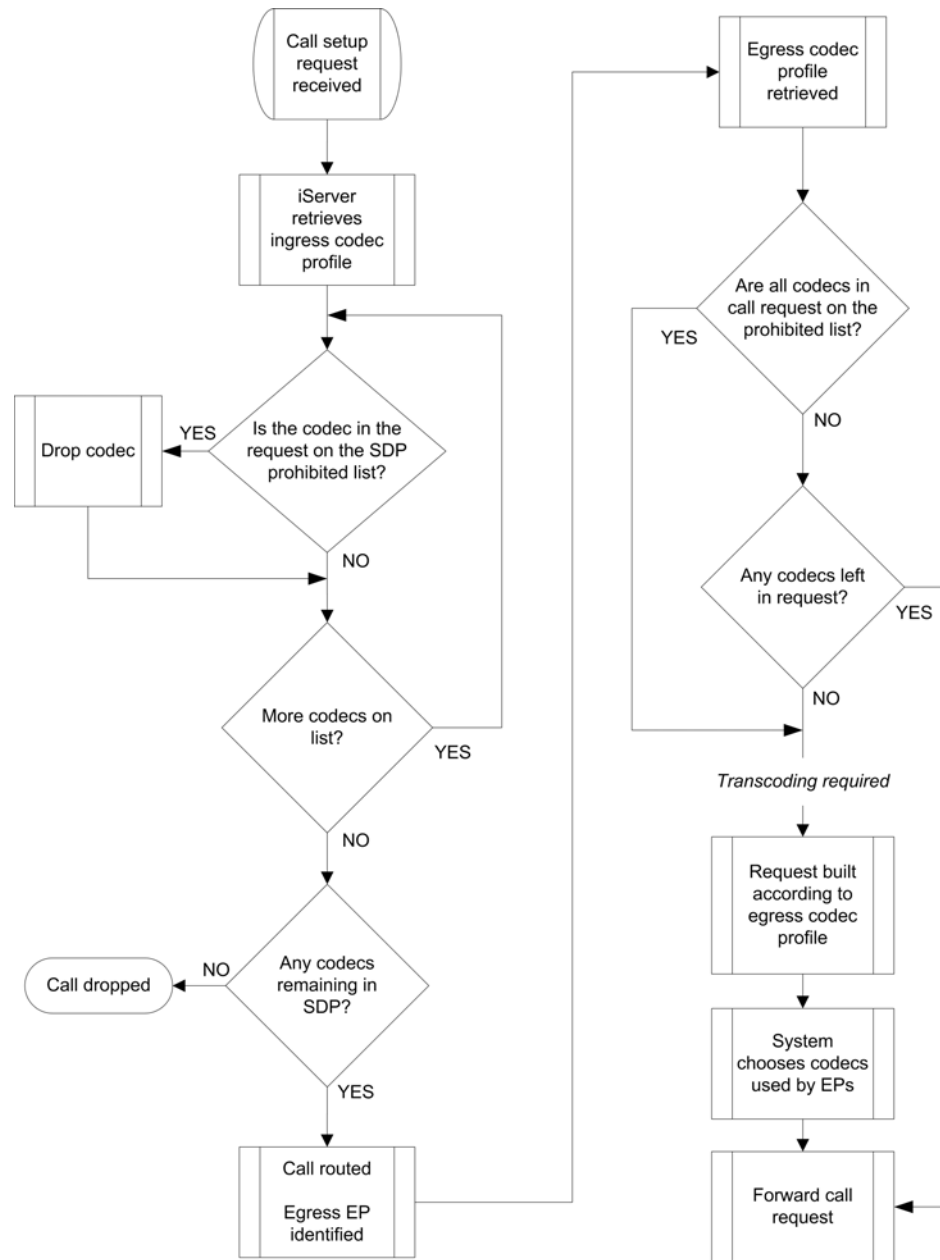 Call setup
request
received
iServer
retrieves
ingress codec
profile
Is the codec in the
request on the SDP
prohibited list?
YES
Drop codec
NO
More codecs on
list?
YES
NO
Any codecs
remaining in
SDP?
NO
Call dropped
YES
Call routed
Egress EP
identified
Egress codec
profile
retrieved
Are all codecs in
call request on the
prohibited list?
YES
NO
Any codecs left
in request?
YES
NO
Transcoding required
Request built
according to
egress codec
profile
System
chooses codecs
used by EPs
Forward call
request